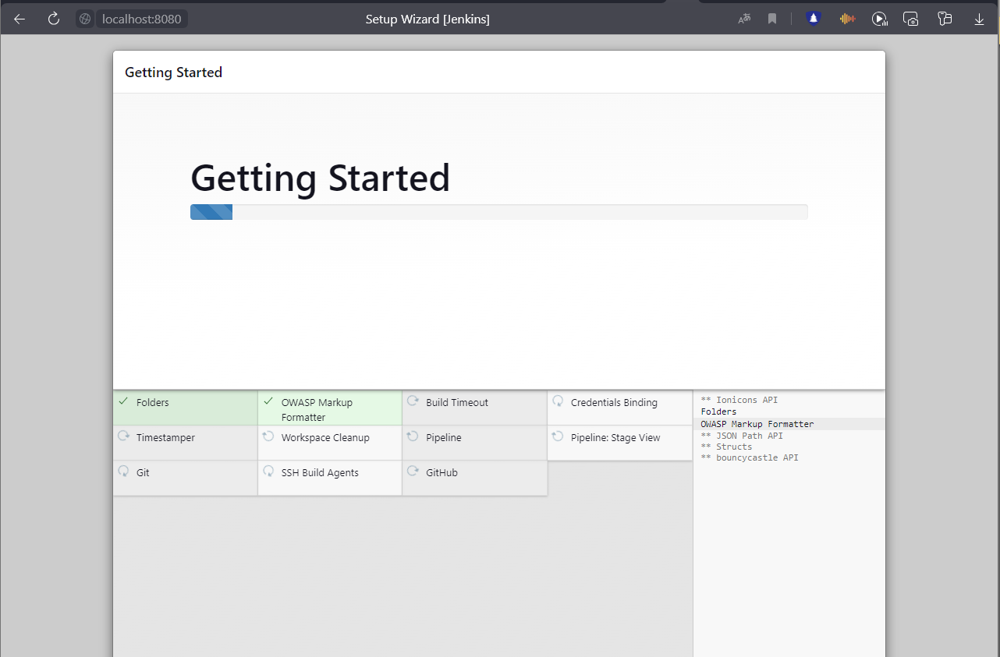 localhost:8080
Setup Wizard [Jenkins]
Getting Started
Getting Started
Folders
OWASP Markup
Formatter
Build Timeout
Credentials Binding
Timestamper
Workspace Cleanup
Pipeline
Pipeline: Stage View
Git
SSH Build Agents
GitHub
** Ionicons API
Folders
OWASP Markup Formatter
** JSON Path API
** Structs
** bouncycastle API